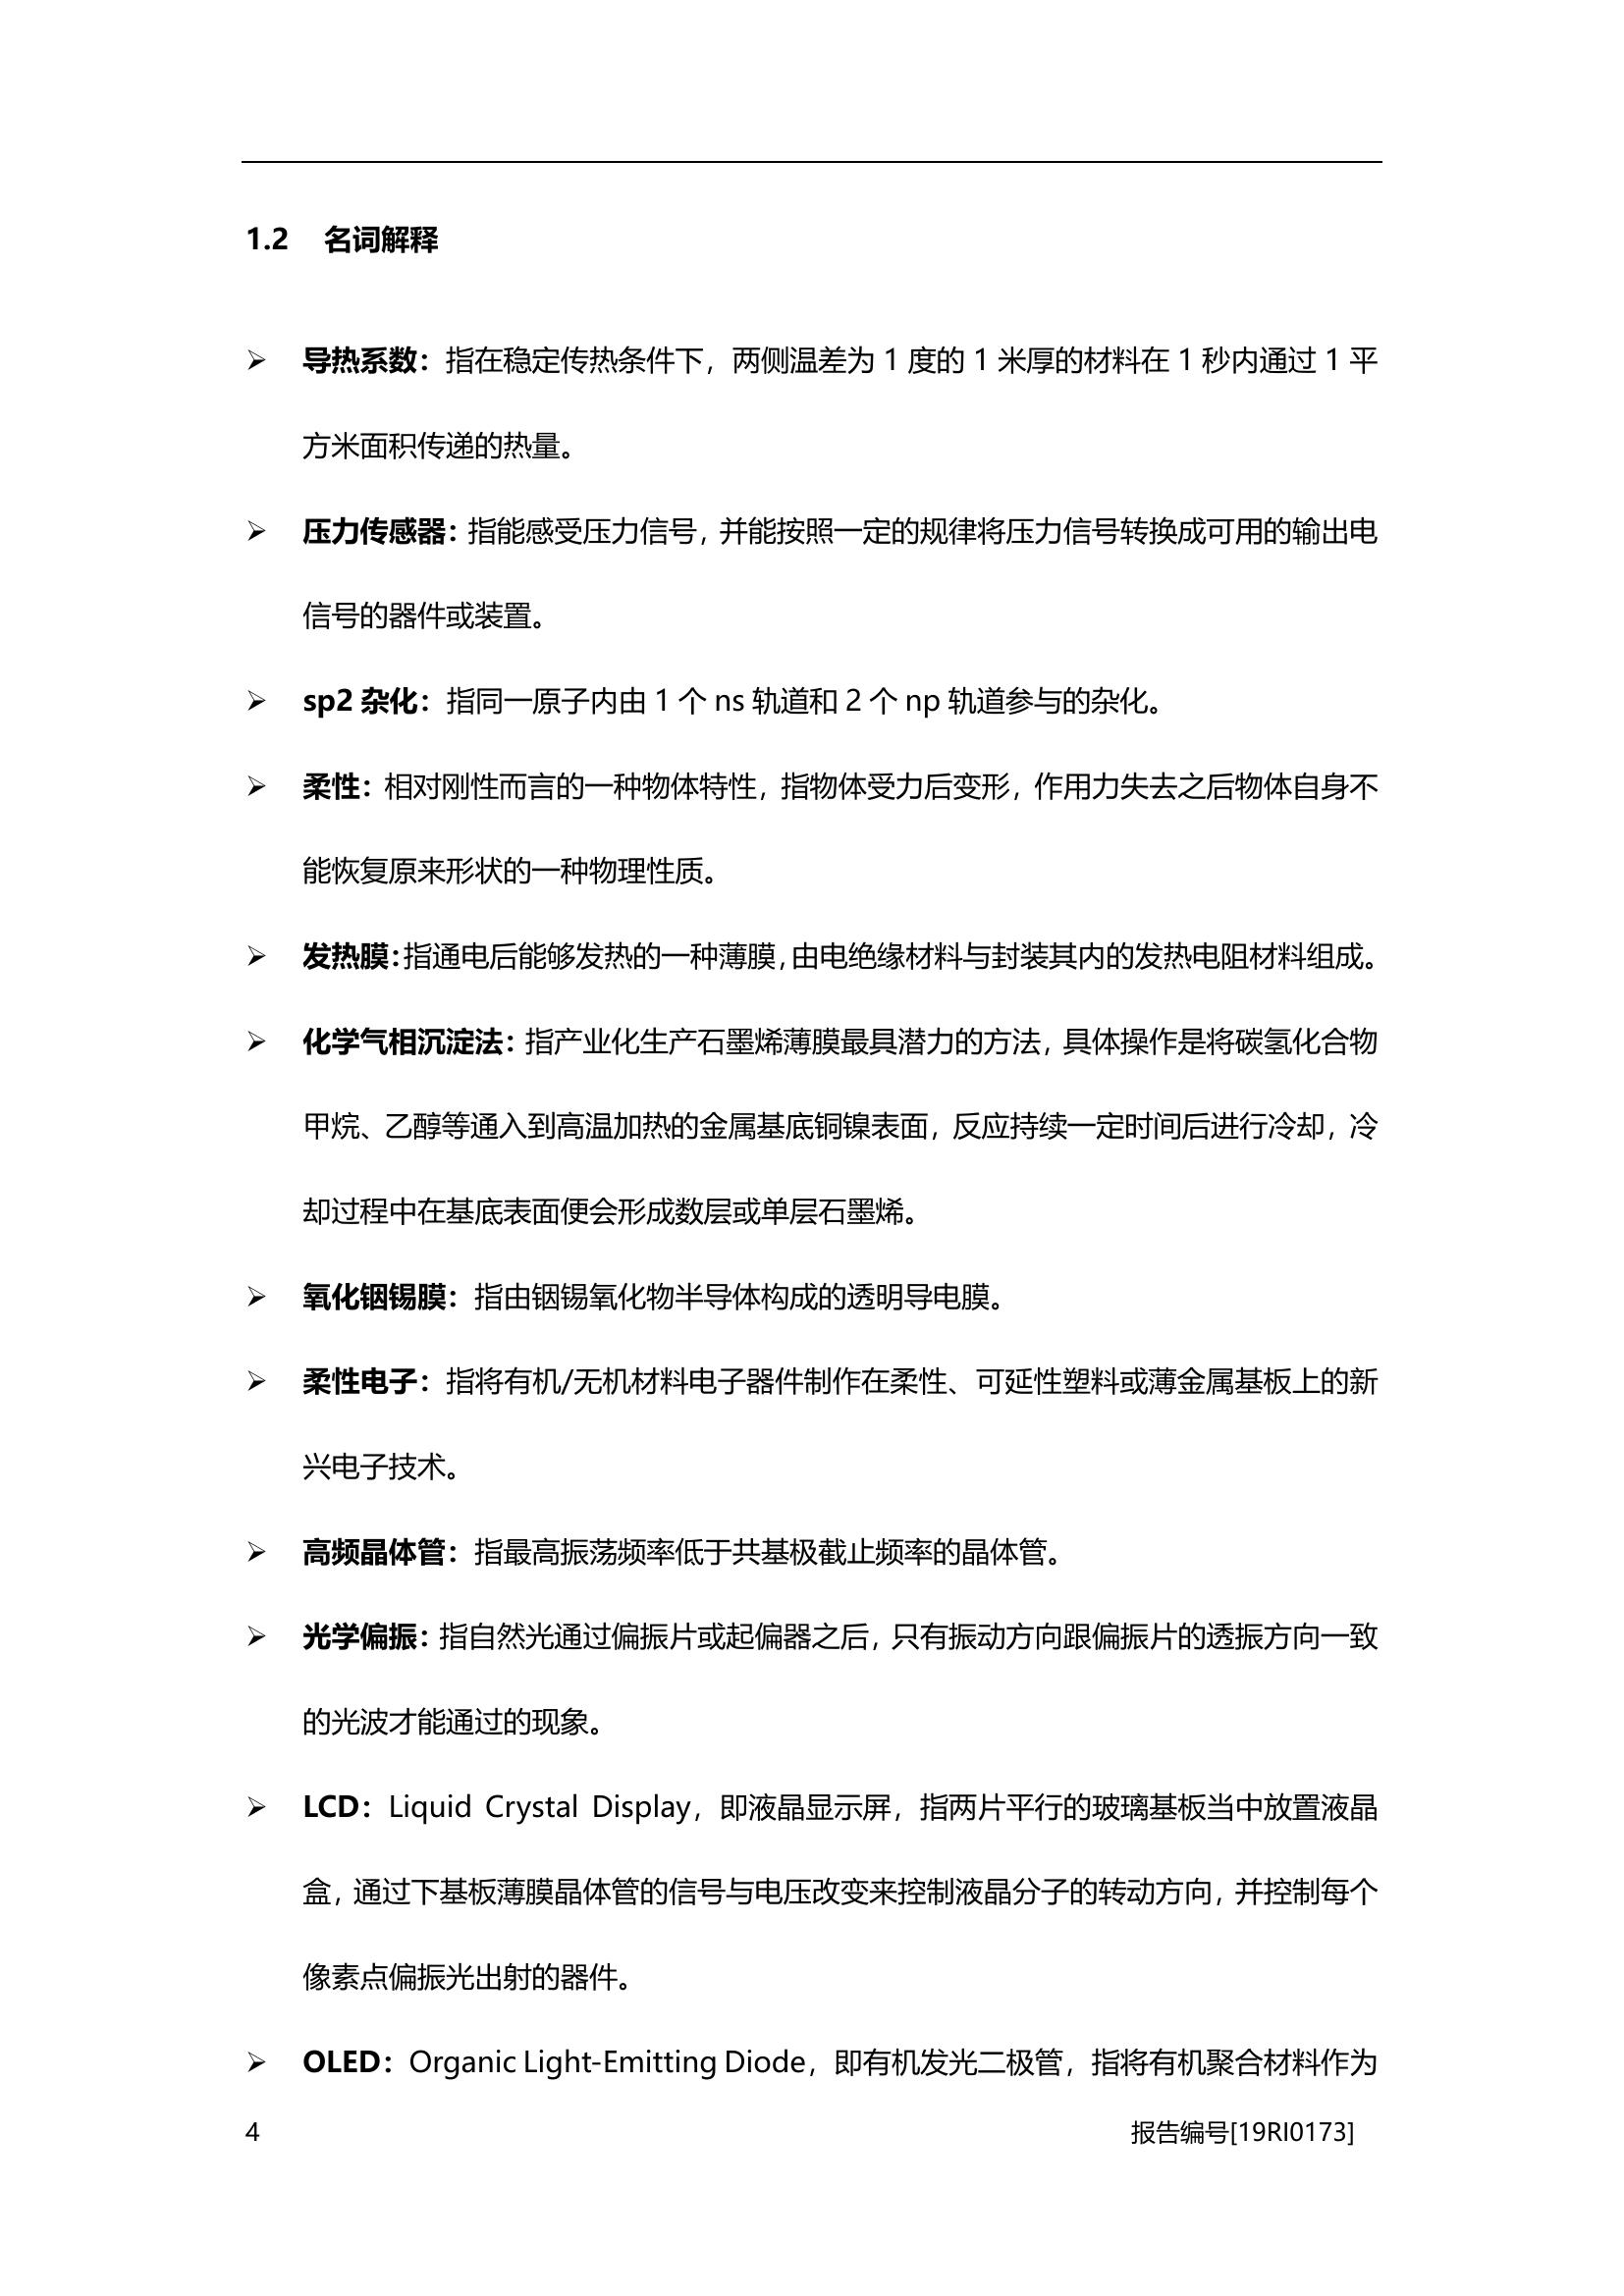 1.2 名词解释
➢ 导热系数：指在稳定传热条件下，两侧温差为 1 度的 1 米厚的材料在 1 秒内通过 1 平
方米面积传递的热量。
➢ 压力传感器：指能感受压力信号，并能按照一定的规律将压力信号转换成可用的输出电
信号的器件或装置。
➢ sp2 杂化：指同一原子内由 1 个 ns 轨道和 2 个 np 轨道参与的杂化。
➢ 柔性：相对刚性而言的一种物体特性，指物体受力后变形，作用力失去之后物体自身不
能恢复原来形状的一种物理性质。
➢ 发热膜：指通电后能够发热的一种薄膜，由电绝缘材料与封装其内的发热电阻材料组成。
➢ 化学气相沉淀法：指产业化生产石墨烯薄膜最具潜力的方法，具体操作是将碳氢化合物
甲烷、乙醇等通入到高温加热的金属基底铜镍表面，反应持续一定时间后进行冷却，冷
却过程中在基底表面便会形成数层或单层石墨烯。
➢ 氧化铟锡膜：指由铟锡氧化物半导体构成的透明导电膜。
➢ 柔性电子：指将有机/无机材料电子器件制作在柔性、可延性塑料或薄金属基板上的新
兴电子技术。
➢ 高频晶体管：指最高振荡频率低于共基极截止频率的晶体管。
➢ 光学偏振：指自然光通过偏振片或起偏器之后，只有振动方向跟偏振片的透振方向一致
的光波才能通过的现象。
➢ LCD：Liquid Crystal Display，即液晶显示屏，指两片平行的玻璃基板当中放置液晶
盒，通过下基板薄膜晶体管的信号与电压改变来控制液晶分子的转动方向，并控制每个
像素点偏振光出射的器件。
➢ OLED：Organic Light-Emitting Diode，即有机发光二极管，指将有机聚合材料作为
4 报告编号[19RI0173]